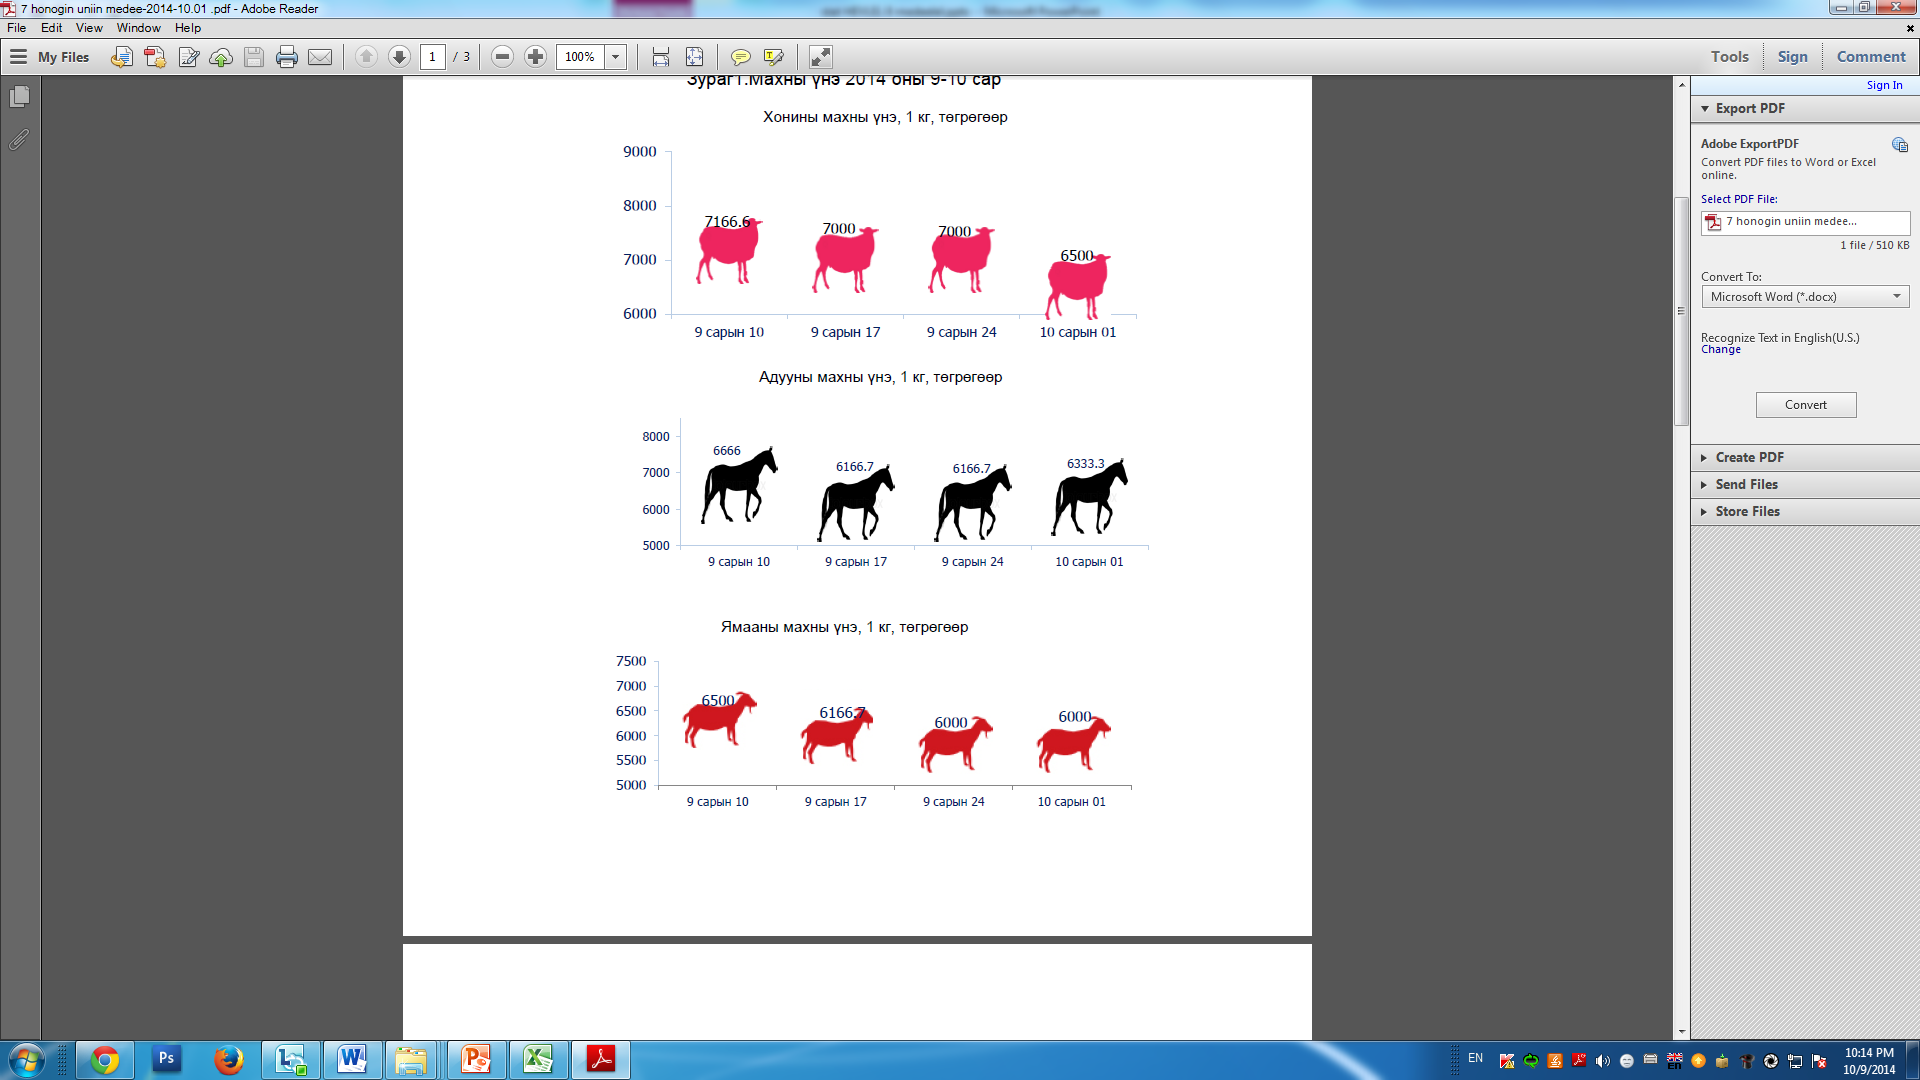 7 honogin uniin medee-2014-10.01 .pdf - Adobe Reader
File Edit View Window Help
My Files 1 / 3 100% Tools Sign Comment
Зураг1.Махны үнэ 2014 оны 9-10 сар
Хонины махны үнэ, 1 кг, төгрөгөөр
9000
8000
7000
6000
7166.6 7000 7000 6500
9 сарын 10 9 сарын 17 9 сарын 24 10 сарын 01
Адууны махны үнэ, 1 кг, төгрөгөөр
8000
7000
6000
5000
6666 6166.7 6166.7 6333.3
9 сарын 10 9 сарын 17 9 сарын 24 10 сарын 01
Ямааны махны үнэ, 1 кг, төгрөгөөр
7500
7000
6500
6000
5500
5000
6500 6166.7 6000 6000
9 сарын 10 9 сарын 17 9 сарын 24 10 сарын 01
Sign In
Export PDF
Adobe ExportPDF
Convert PDF files to Word or Excel
online.
Select PDF File:
7 honogin uniin medee...
1 file / 510 KB
Convert To:
Microsoft Word (*.docx)
Recognize Text in English(U.S.)
Change
Convert
Create PDF
Send Files
Store Files
EN
10:14 PM
10/9/2014